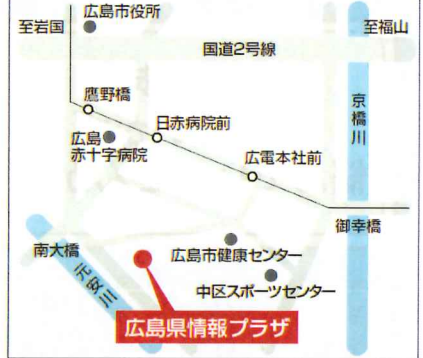 広島市役所
至岩国
至福山
国道2号線
鷹野橋
日赤病院前
京橋川
広島
赤十字病院
広電本社前
御幸橋
南大橋
広島市健康センター
元安川
中区スポーツセンター
広島県情報プラザ